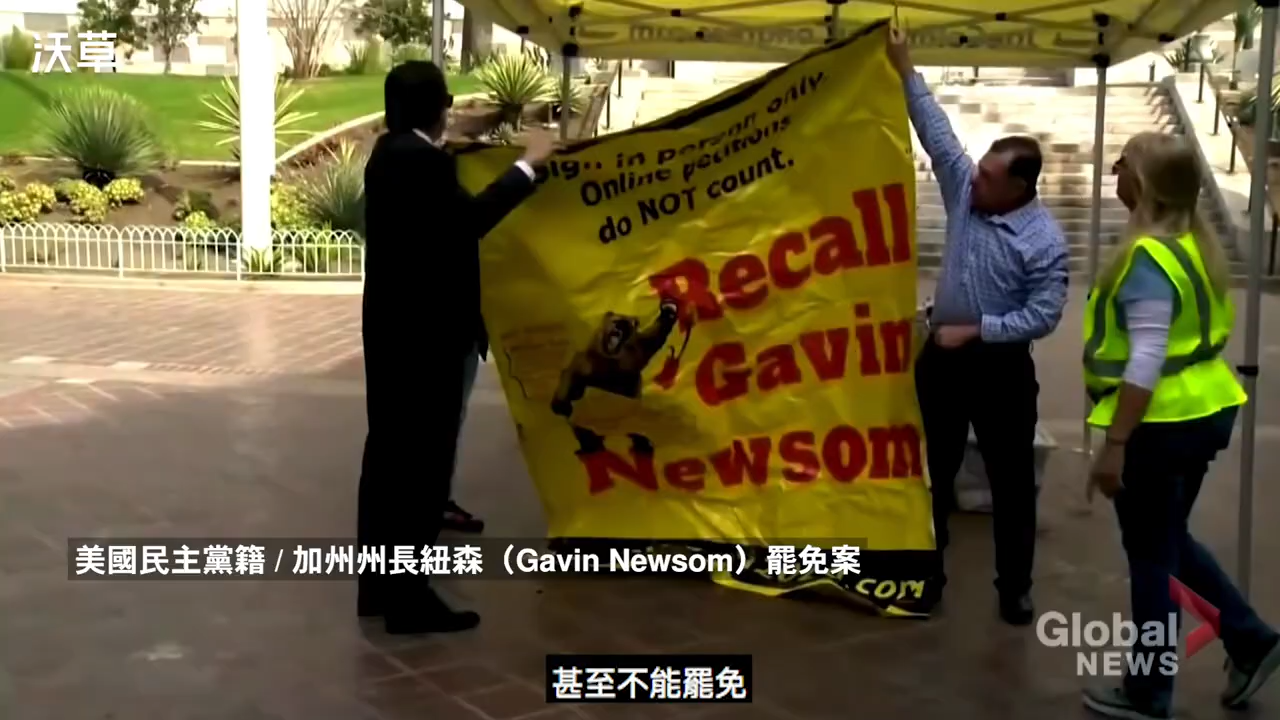 沃草
Sign in person only.
Online petitions
do NOT count.
Recall
Gavin
Newsom
.com
美國民主黨籍 / 加州州長紐森（Gavin Newsom）罷免案
Global
NEWS
甚至不能罷免